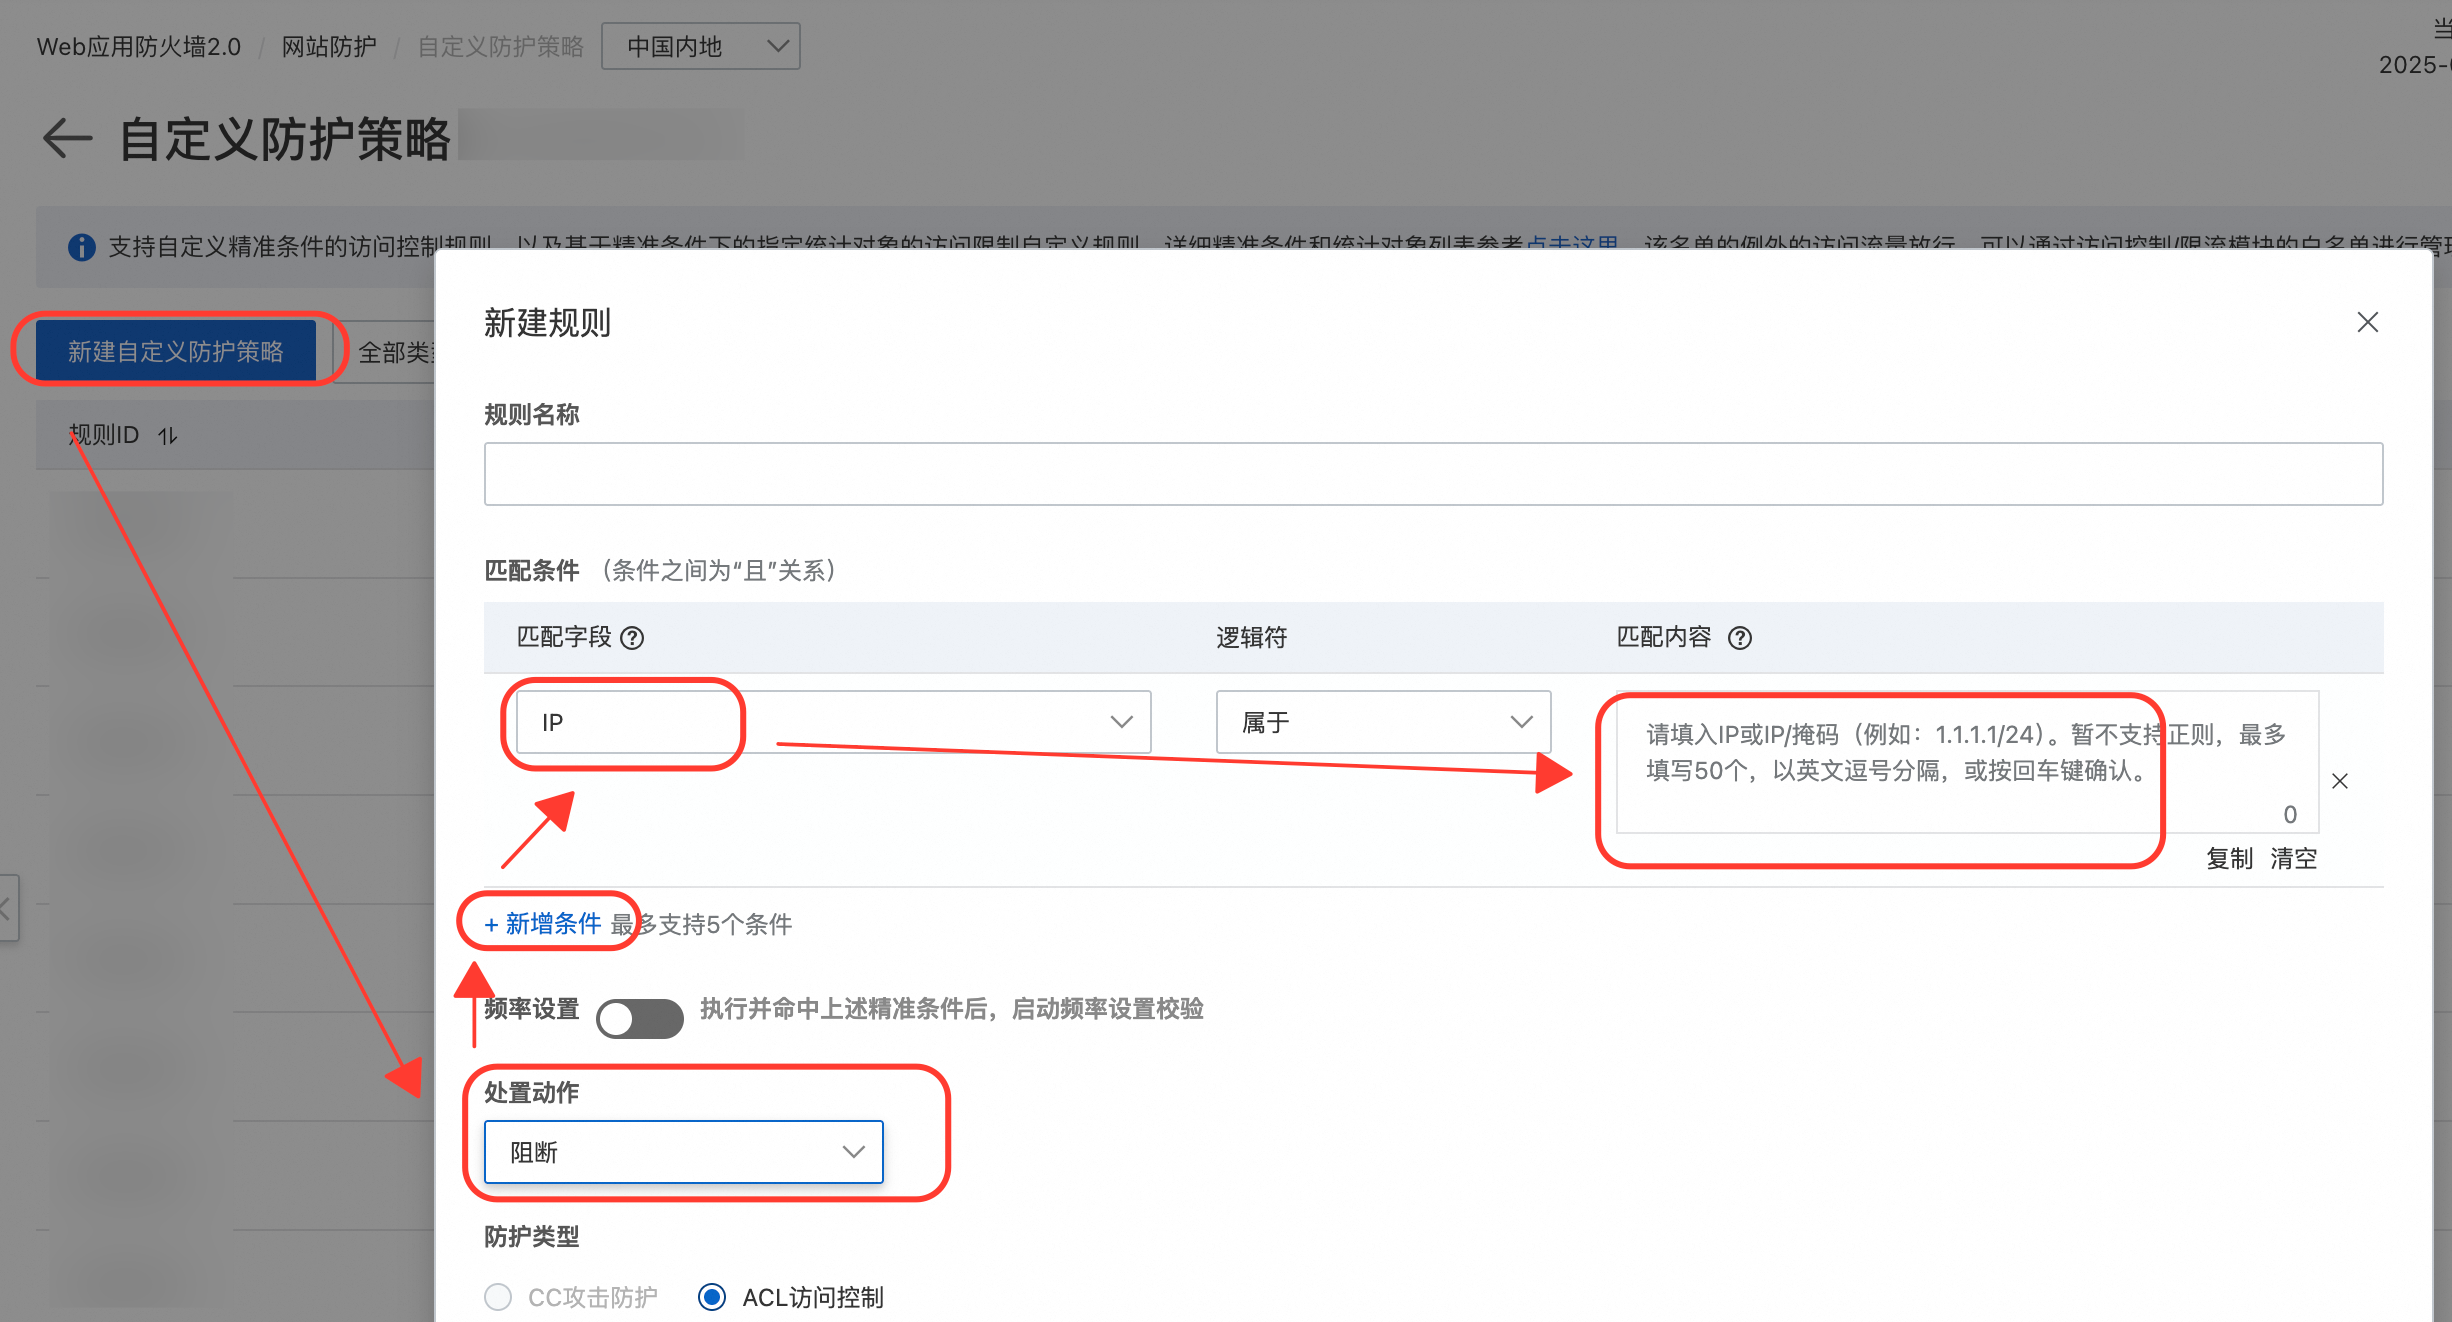 当
Web应用防火墙2.0 / 网站防护 / 自定义防护策略 中国内地
2025-
自定义防护策略
支持自定义精准条件的访问控制规则，以及基于精准条件下的指定统计对象的访问限制自定义规则。详细精准条件和统计对象列表参考点击这里。该名单的例外的访问流量放行，可以通过访问控制/限流模块的白名单进行管理
新建自定义防护策略 全部类
规则ID
新建规则
规则名称
匹配条件 （条件之间为“且”关系）
匹配字段 逻辑符 匹配内容
IP 属于
请填入IP或IP/掩码（例如：1.1.1.1/24）。暂不支持正则，最多
填写50个，以英文逗号分隔，或按回车键确认。
0
复制 清空
+ 新增条件 最多支持5个条件
频率设置 执行并命中上述精准条件后，启动频率设置校验
处置动作
阻断
防护类型
CC攻击防护 ACL访问控制